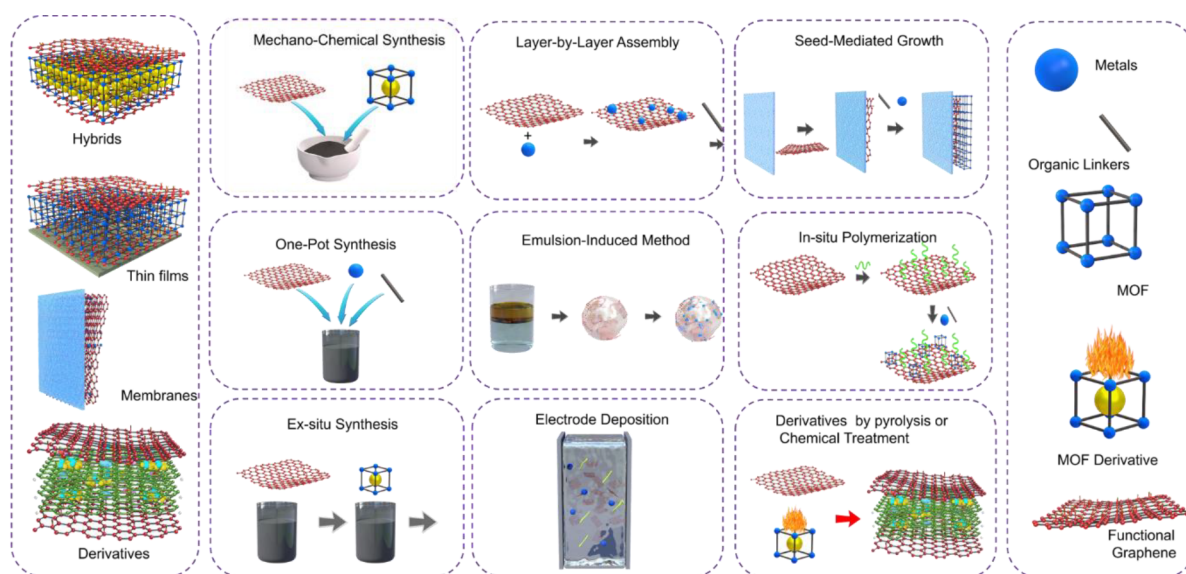 Hybrids
Thin films
Membranes
Derivatives
Mechano-Chemical Synthesis
Layer-by-Layer Assembly
+
Seed-Mediated Growth
One-Pot Synthesis
Emulsion-Induced Method
In-situ Polymerization
Ex-situ Synthesis
Electrode Deposition
Derivatives by pyrolysis or
Chemical Treatment
Metals
Organic Linkers
MOF
MOF Derivative
Functional
Graphene